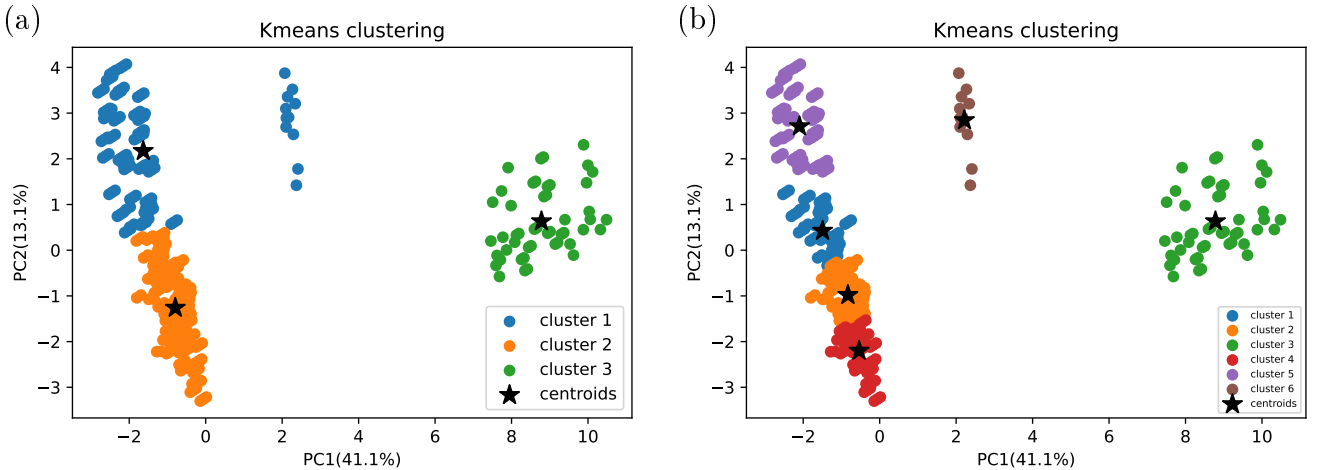 (a)
Kmeans clustering
4
3
2
1
0
−1
−2
−3
PC2(13.1%)
−2
0
2
4
6
8
10
PC1(41.1%)
cluster 1
cluster 2
cluster 3
centroids
(b)
Kmeans clustering
4
3
2
1
0
−1
−2
−3
PC2(13.1%)
−2
0
2
4
6
8
10
PC1(41.1%)
cluster 1
cluster 2
cluster 3
cluster 4
cluster 5
cluster 6
centroids